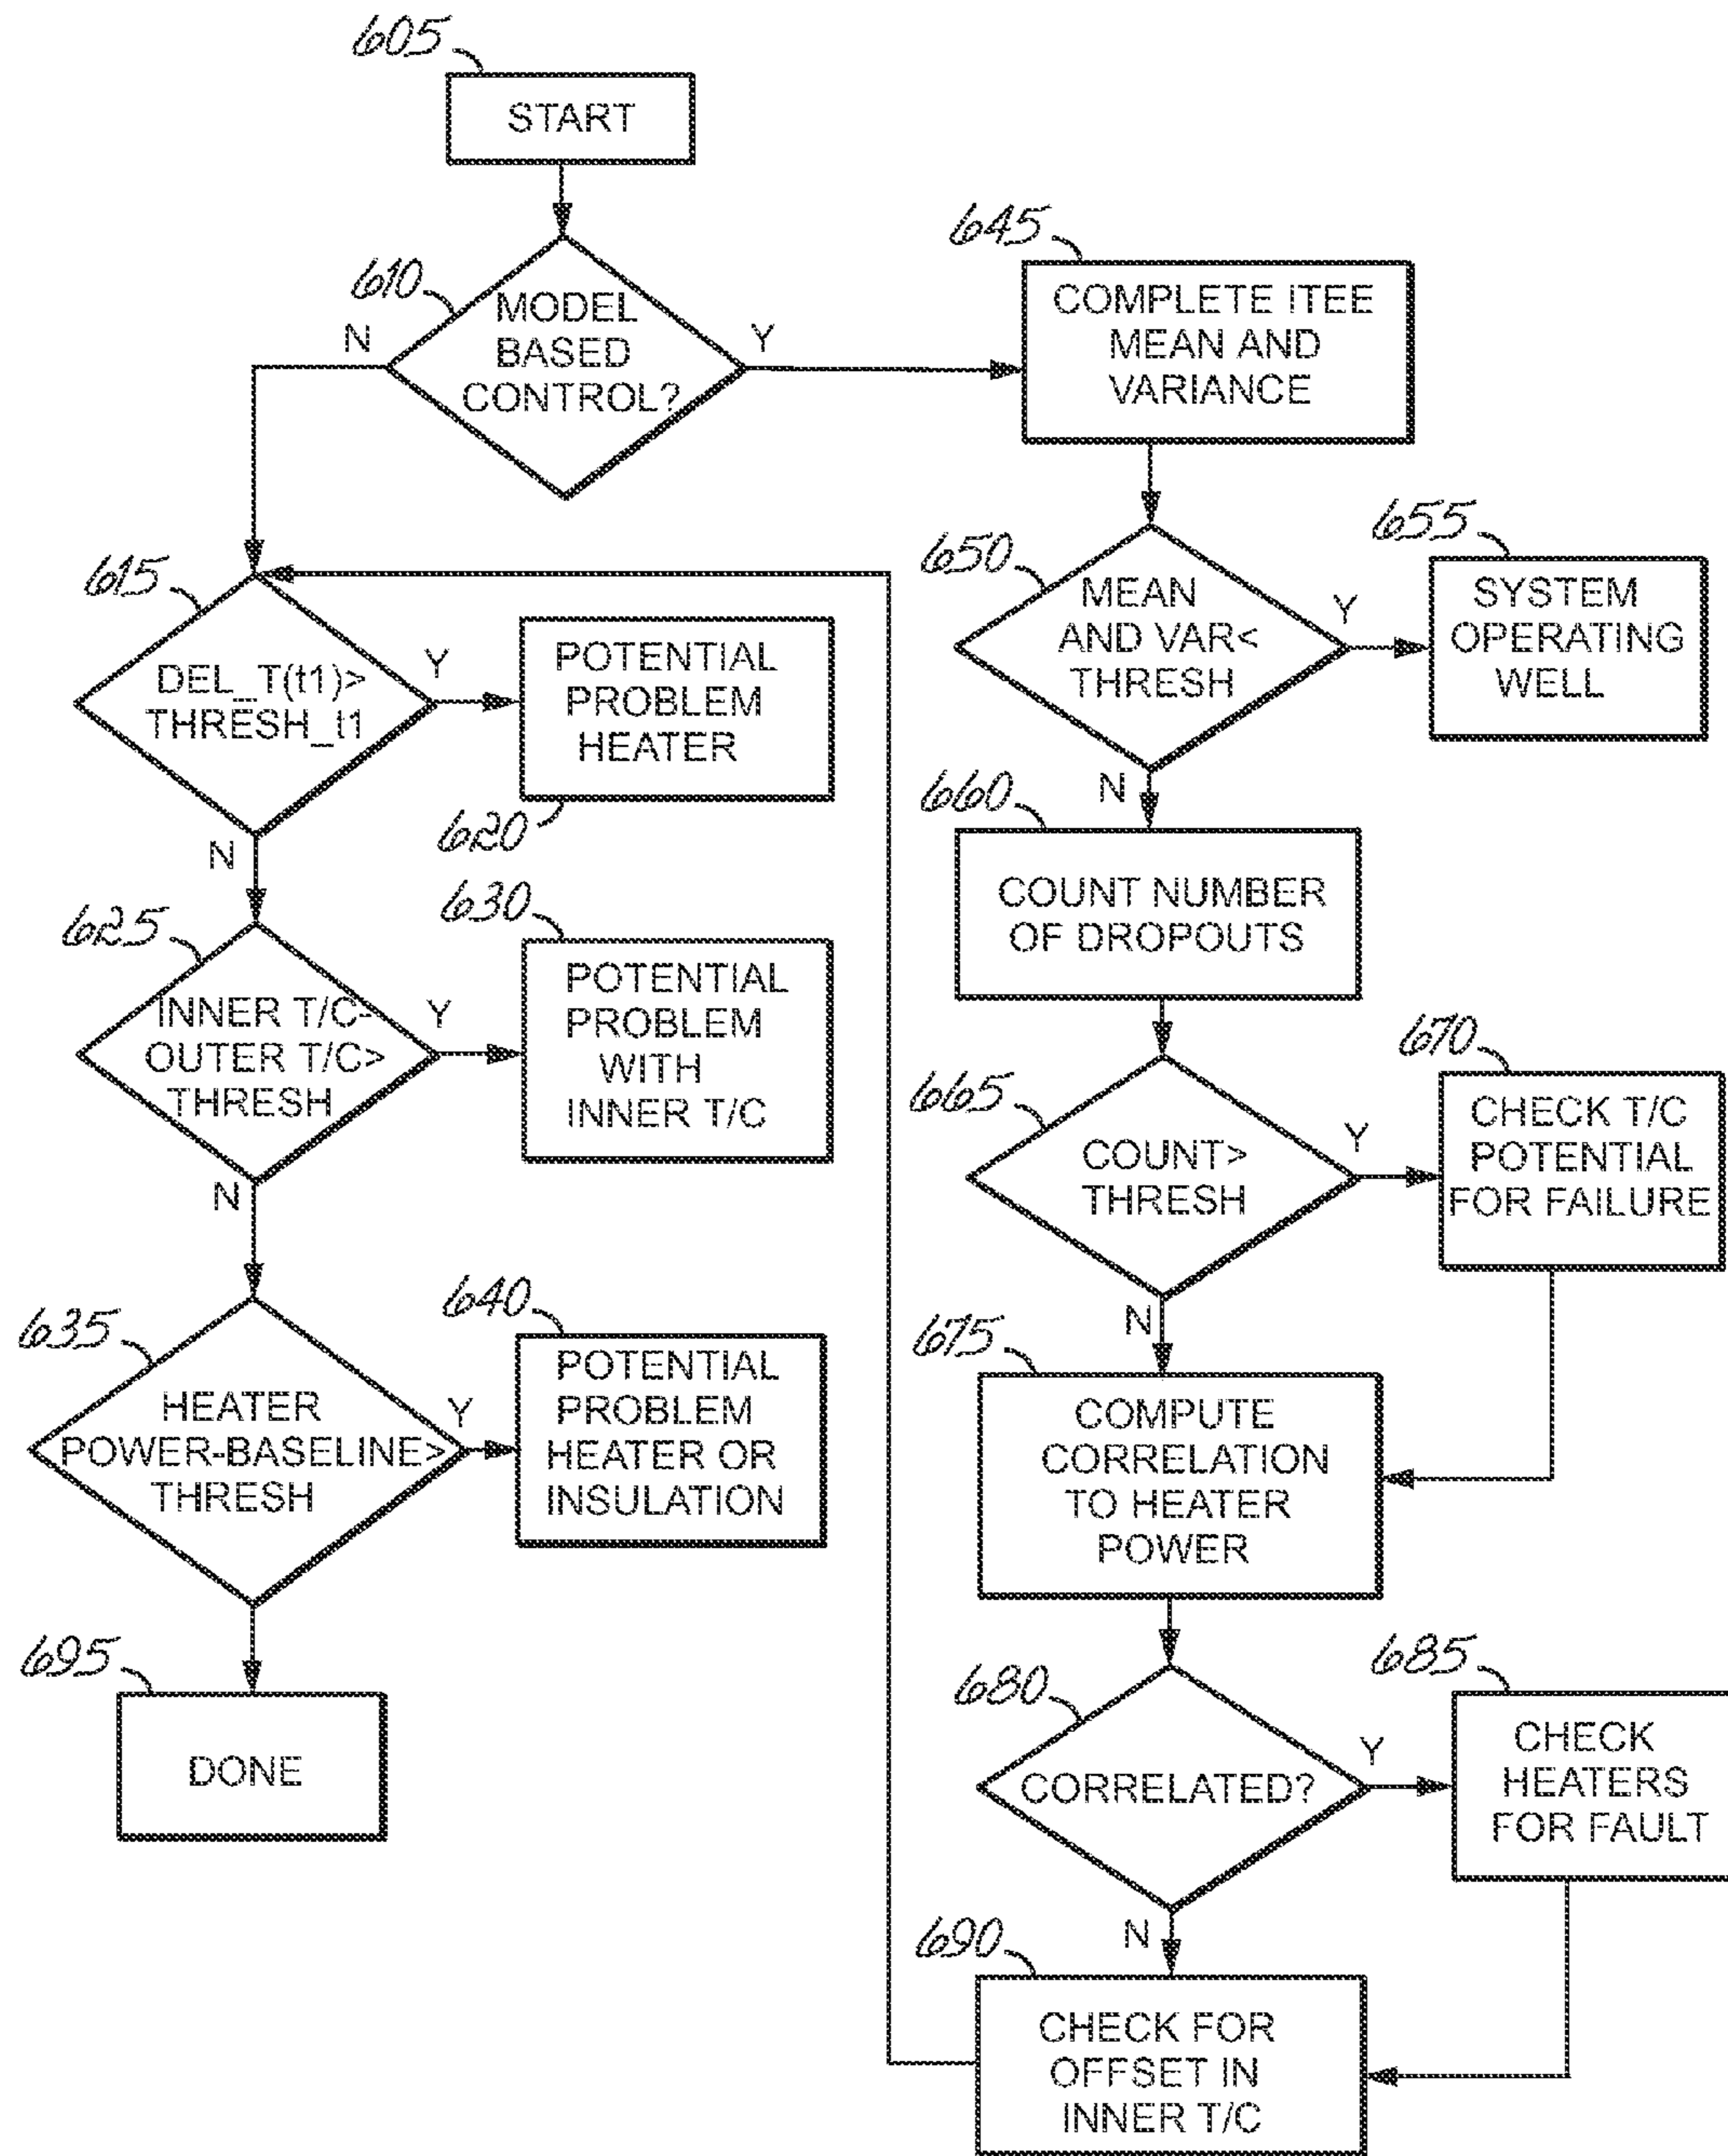 605
START
610
MODEL
BASED
CONTROL?
N
Y
645
COMPLETE ITEE
MEAN AND
VARIANCE
615
DEL_T(t1)>
THRESH_t1
Y
N
POTENTIAL
PROBLEM
HEATER
620
625
INNER T/C-
OUTER T/C>
THRESH
Y
N
630
POTENTIAL
PROBLEM
WITH
INNER T/C
635
HEATER
POWER-BASELINE>
THRESH
Y
640
POTENTIAL
PROBLEM
HEATER OR
INSULATION
695
DONE
650
MEAN
AND VAR<
THRESH
Y
N
655
SYSTEM
OPERATING
WELL
660
COUNT NUMBER
OF DROPOUTS
665
COUNT>
THRESH
Y
N
670
CHECK T/C
POTENTIAL
FOR FAILURE
675
COMPUTE
CORRELATION
TO HEATER
POWER
680
CORRELATED?
Y
N
685
CHECK
HEATERS
FOR FAULT
690
CHECK FOR
OFFSET IN
INNER T/C